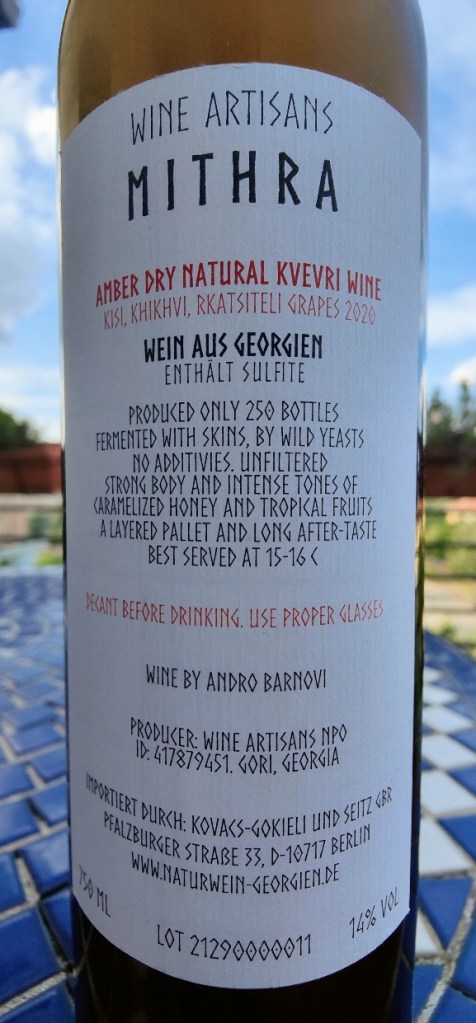 WINE ARTISANS
MITHRA
AMBER DRY NATURAL KVEVRI WINE
KISI, KHIKHVI, RKATSITELI GRAPES 2020
WEIN AUS GEORGIEN
ENTHÄLT SULFITE
PRODUCED ONLY 250 BOTTLES
FERMENTED WITH SKINS, BY WILD YEASTS
NO ADDITIVIES. UNFILTERED
STRONG BODY AND INTENSE TONES OF
CARAMELIZED HONEY AND TROPICAL FRUITS
A LAYERED PALLET AND LONG AFTER-TASTE
BEST SERVED AT 15-16 C
DECANT BEFORE DRINKING. USE PROPER GLASSES
WINE BY ANDRO BARNOVI
PRODUCER: WINE ARTISANS NPO
ID: 417879451. GORI, GEORGIA
IMPORTIERT DURCH: KOVACS-GOKIELI UND SEITZ GBR
PFALZBURGER STRAßE 33, D-10717 BERLIN
WWW.NATURWEIN-GEORGIEN.DE
750 ML
LOT 21290000011
14% VOL